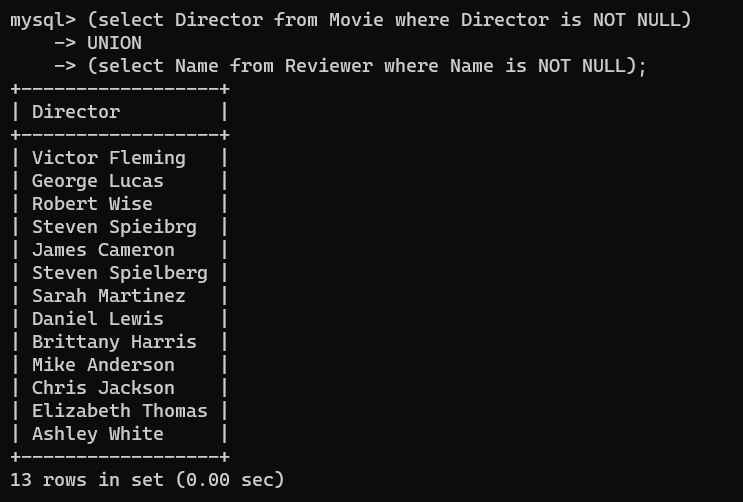 mysql> (select Director from Movie where Director is NOT NULL)
    -> UNION
    -> (select Name from Reviewer where Name is NOT NULL);
+------------------+
| Director         |
+------------------+
| Victor Fleming   |
| George Lucas     |
| Robert Wise      |
| Steven Spieibrg  |
| James Cameron    |
| Steven Spielberg |
| Sarah Martinez   |
| Daniel Lewis     |
| Brittany Harris  |
| Mike Anderson    |
| Chris Jackson    |
| Elizabeth Thomas |
| Ashley White     |
+------------------+
13 rows in set (0.00 sec)